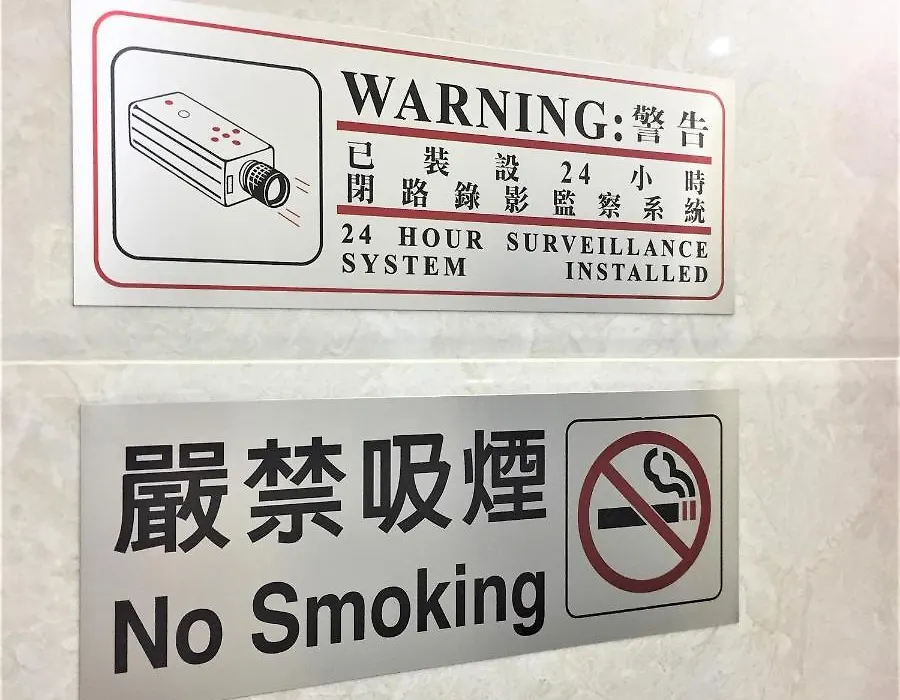 WARNING:警告
已裝設24小時
閉路錄影監察系統
24 HOUR SURVEILLANCE
SYSTEM INSTALLED
嚴禁吸煙
No Smoking